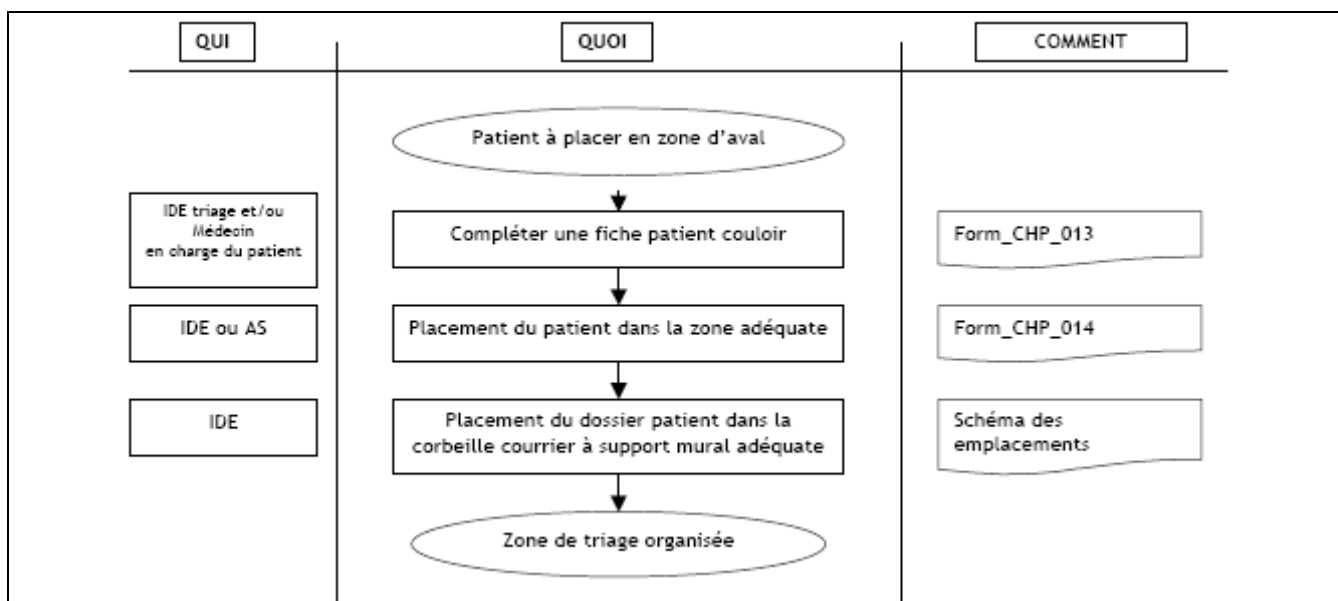 QUI
QUOI
COMMENT
Patient à placer en zone d'aval
IDE triage et/ou
Médecin
en charge du patient
Compléter une fiche patient couloir
Form_CHP_013
IDE ou AS
Placement du patient dans la zone adéquate
Form_CHP_014
IDE
Placement du dossier patient dans la
corbeille courrier à support mural adéquate
Schéma des
emplacements
Zone de triage organisée